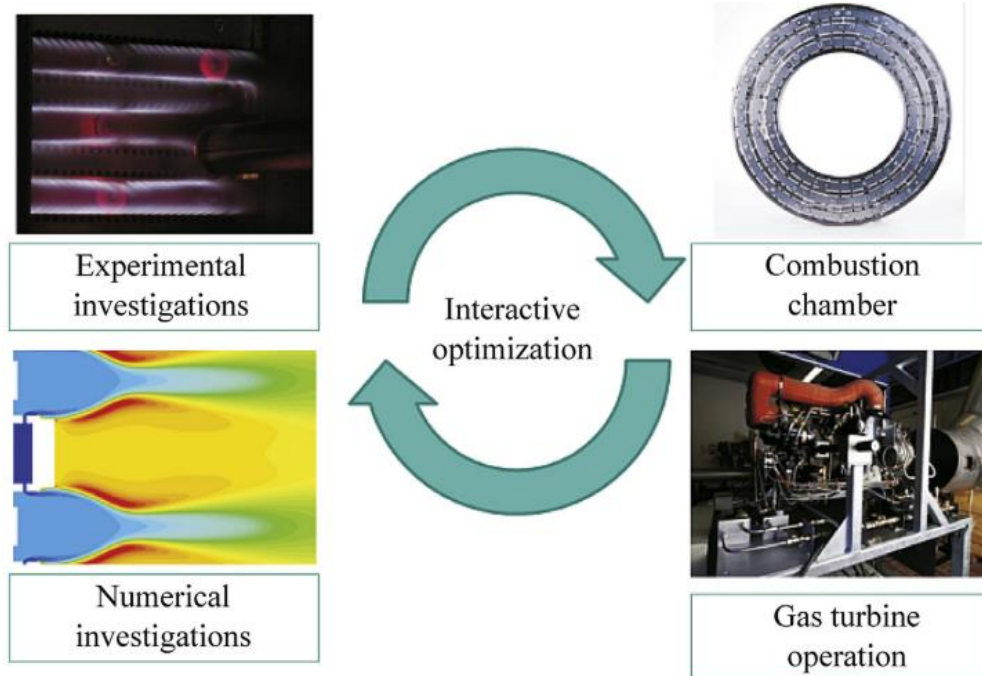 Experimental
investigations
Combustion
chamber
Interactive
optimization
Numerical
investigations
Gas turbine
operation